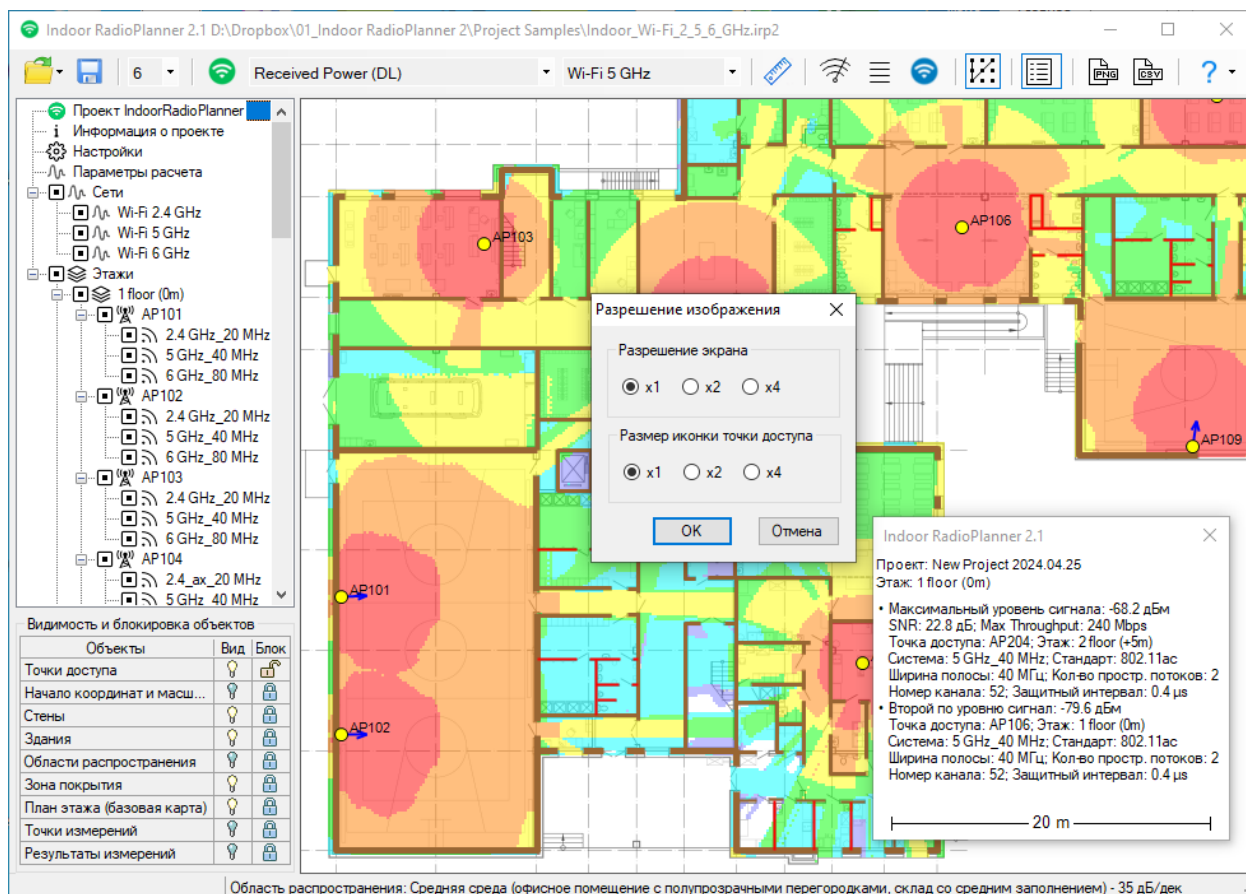 Indoor RadioPlanner 2.1 D:\Dropbox\01_Indoor RadioPlanner 2\Project Samples\Indoor_Wi-Fi_2_5_6_GHz.irp2
6
Received Power (DL)
Wi-Fi 5 GHz
PNG
CSV
?
Проект IndoorRadioPlanner
Информация о проекте
Настройки
Параметры расчета
Сети
Wi-Fi 2.4 GHz
Wi-Fi 5 GHz
Wi-Fi 6 GHz
Этажи
1 floor (0m)
AP101
2.4 GHz_20 MHz
5 GHz_40 MHz
6 GHz_80 MHz
AP102
2.4 GHz_20 MHz
5 GHz_40 MHz
6 GHz_80 MHz
AP103
2.4 GHz_20 MHz
5 GHz_40 MHz
6 GHz_80 MHz
AP104
2.4_ax_20 MHz
5 GHz_40 MHz
Видимость и блокировка объектов
Объекты Вид Блок
Точки доступа
Начало координат и масш...
Стены
Здания
Области распространения
Зона покрытия
План этажа (базовая карта)
Точки измерений
Результаты измерений
AP103
AP106
AP109
AP101
AP102
Разрешение изображения
Разрешение экрана
x1 x2 x4
Размер иконки точки доступа
x1 x2 x4
OK Отмена
Indoor RadioPlanner 2.1
Проект: New Project 2024.04.25
Этаж: 1 floor (0m)
• Максимальный уровень сигнала: -68.2 дБм
SNR: 22.8 дБ; Max Throughput: 240 Mbps
Точка доступа: AP204; Этаж: 2 floor (+5m)
Система: 5 GHz_40 MHz; Стандарт: 802.11ac
Ширина полосы: 40 МГц; Кол-во простр. потоков: 2
Номер канала: 52; Защитный интервал: 0.4 µs
• Второй по уровню сигнал: -79.6 дБм
Точка доступа: AP106; Этаж: 1 floor (0m)
Система: 5 GHz_40 MHz; Стандарт: 802.11ac
Ширина полосы: 40 МГц; Кол-во простр. потоков: 2
Номер канала: 52; Защитный интервал: 0.4 µs
20 m
Область распространения: Средняя среда (офисное помещение с полупрозрачными перегородками, склад со средним заполнением) - 35 дБ/дек